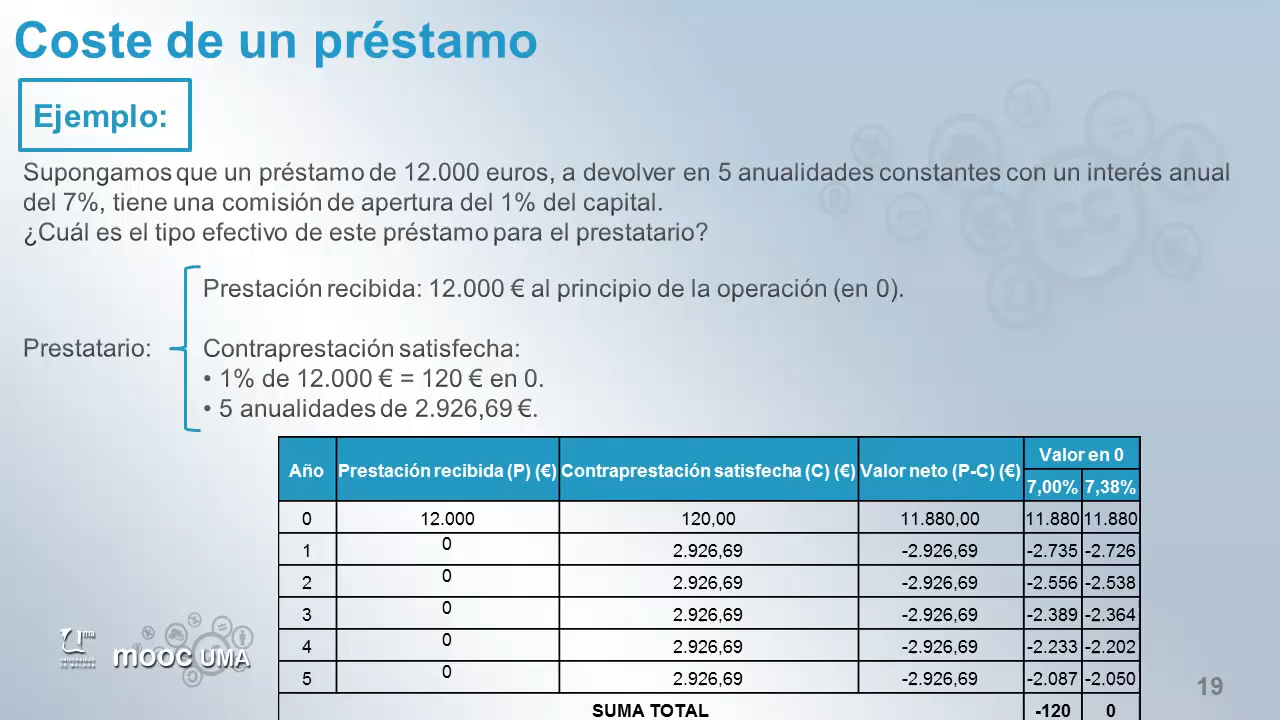 Coste de un préstamo
Ejemplo:
Supongamos que un préstamo de 12.000 euros, a devolver en 5 anualidades constantes con un interés anual
del 7%, tiene una comisión de apertura del 1% del capital.
¿Cuál es el tipo efectivo de este préstamo para el prestatario?
Prestatario:
Prestación recibida: 12.000 € al principio de la operación (en 0).
Contraprestación satisfecha:
• 1% de 12.000 € = 120 € en 0.
• 5 anualidades de 2.926,69 €.
Año Prestación recibida (P) (€) Contraprestación satisfecha (C) (€) Valor neto (P-C) (€) Valor en 0
7,00% 7,38%
0 12.000 120,00 11.880,00 11.880 11.880
1 0 2.926,69 -2.926,69 -2.735 -2.726
2 0 2.926,69 -2.926,69 -2.556 -2.538
3 0 2.926,69 -2.926,69 -2.389 -2.364
4 0 2.926,69 -2.926,69 -2.233 -2.202
5 0 2.926,69 -2.926,69 -2.087 -2.050
SUMA TOTAL -120 0
mooc UMA
19